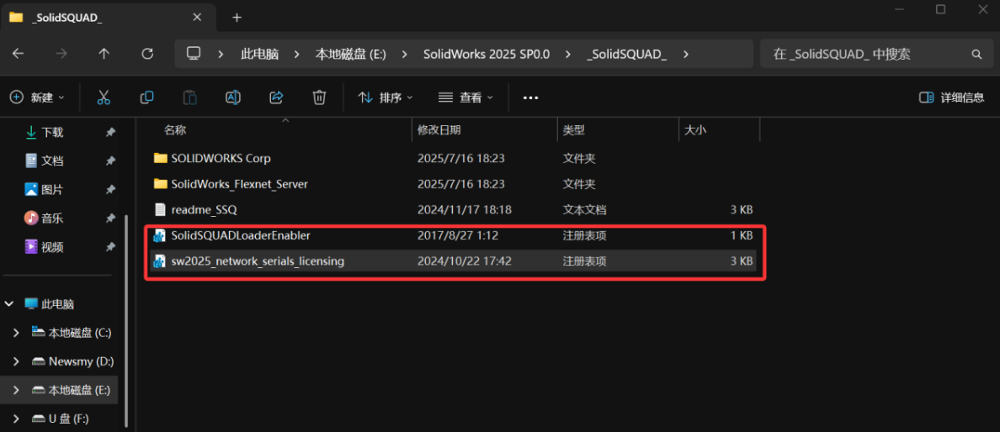 _SolidSQUAD_
此电脑 > 本地磁盘 (E:) > SolidWorks 2025 SP0.0 > _SolidSQUAD_ >
在 _SolidSQUAD_ 中搜索
新建 排序 查看 ··· 详细信息
名称 修改日期 类型 大小
下载
文档
图片
音乐
视频
此电脑
本地磁盘 (C:)
Newsmy (D:)
本地磁盘 (E:)
U 盘 (F:)
SOLIDWORKS Corp 2025/7/16 18:23 文件夹
SolidWorks_Flexnet_Server 2025/7/16 18:23 文件夹
readme_SSQ 2024/11/17 18:18 文本文档 3 KB
SolidSQUADLoaderEnabler 2017/8/27 1:12 注册表项 1 KB
sw2025_network_serials_licensing 2024/10/22 17:42 注册表项 3 KB